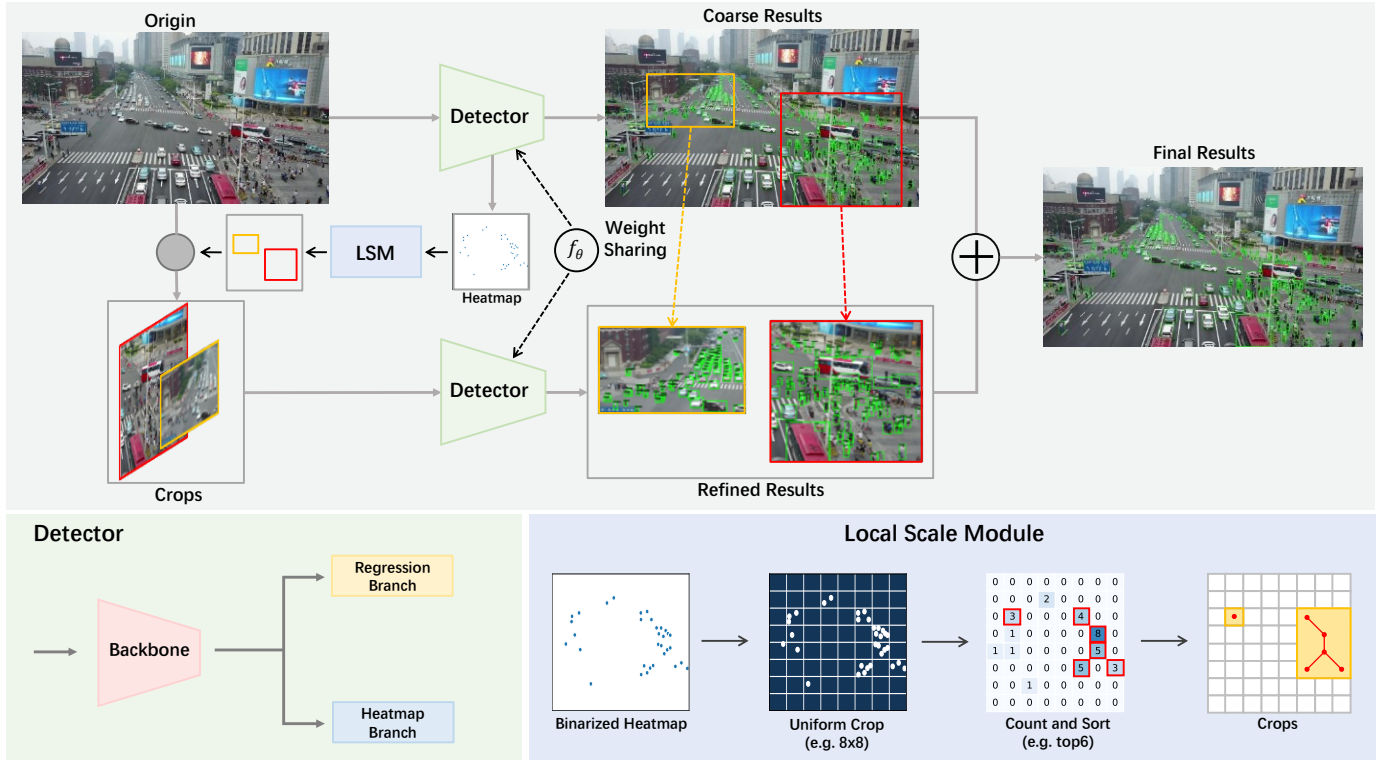 Origin
Coarse Results
Detector
Final Results
Weight
Sharing
fθ
LSM
Heatmap
Detector
Crops
Refined Results
Detector
Backbone
Regression
Branch
Heatmap
Branch
Local Scale Module
0 0 0 0 0 0 0 0
0 0 0 2 0 0 0 0
0 3 0 0 0 4 0 0
0 1 0 0 0 0 8 0
1 1 0 0 0 0 5 0
0 0 0 0 0 5 0 3
0 0 1 0 0 0 0 0
0 0 0 0 0 0 0 0
Binarized Heatmap
Uniform Crop
(e.g. 8x8)
Count and Sort
(e.g. top6)
Crops